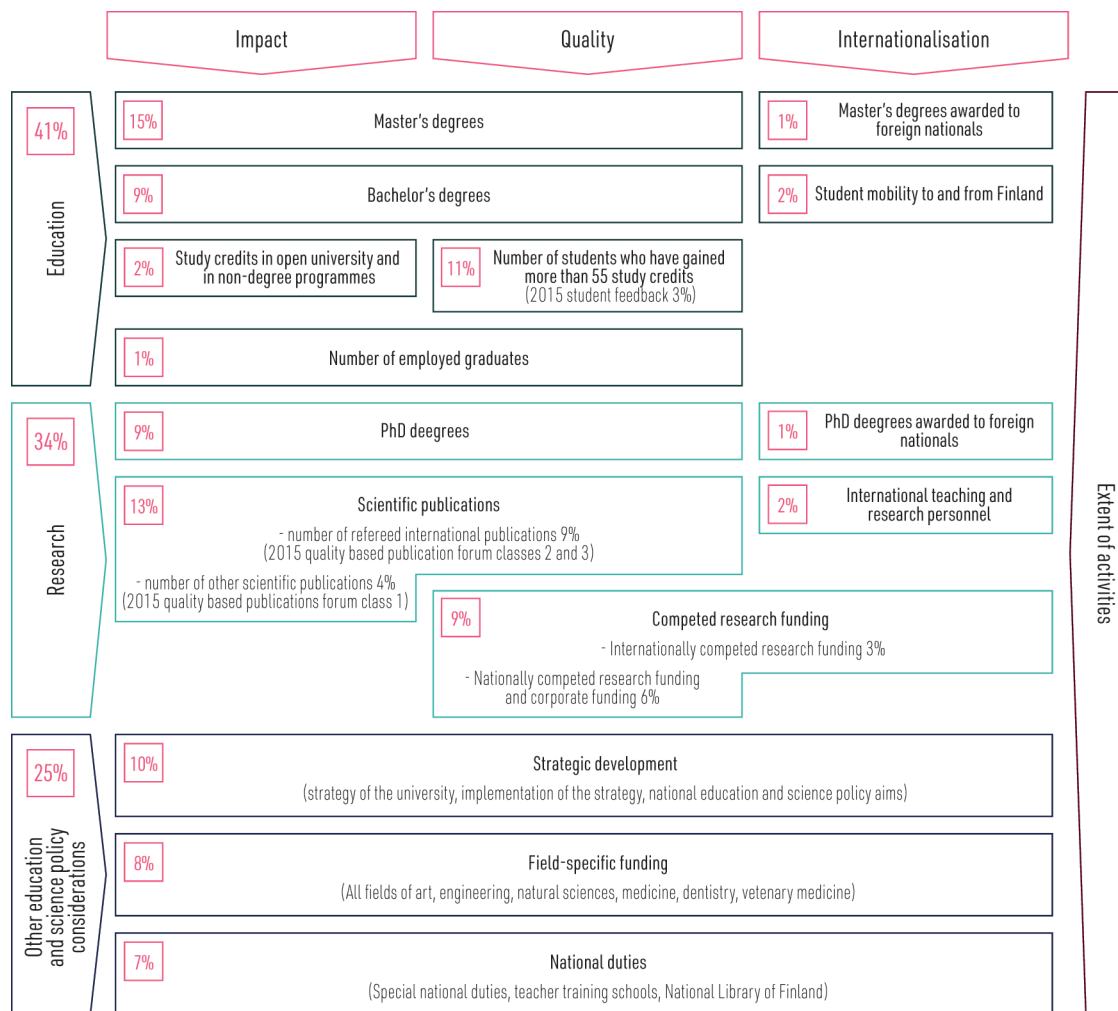 Impact
Quality
Internationalisation
41%
Education
15%
Master's degrees
1%
Master's degrees awarded to
foreign nationals
9%
Bachelor's degrees
2%
Student mobility to and from Finland
2%
Study credits in open university and
in non-degree programmes
11%
Number of students who have gained
more than 55 study credits
(2015 student feedback 3%)
1%
Number of employed graduates
34%
Research
9%
PhD deegrees
1%
PhD deegrees awarded to foreign
nationals
13%
Scientific publications
- number of refereed international publications 9%
(2015 quality based publication forum classes 2 and 3)
- number of other scientific publications 4%
(2015 quality based publications forum class 1)
2%
International teaching and
research personnel
9%
Competed research funding
- Internationally competed research funding 3%
- Nationally competed research funding
and corporate funding 6%
25%
Other education
and science policy
considerations
10%
Strategic development
(strategy of the university, implementation of the strategy, national education and science policy aims)
8%
Field-specific funding
(All fields of art, engineering, natural sciences, medicine, dentistry, vetenary medicine)
7%
National duties
(Special national duties, teacher training schools, National Library of Finland)
Extent of activities